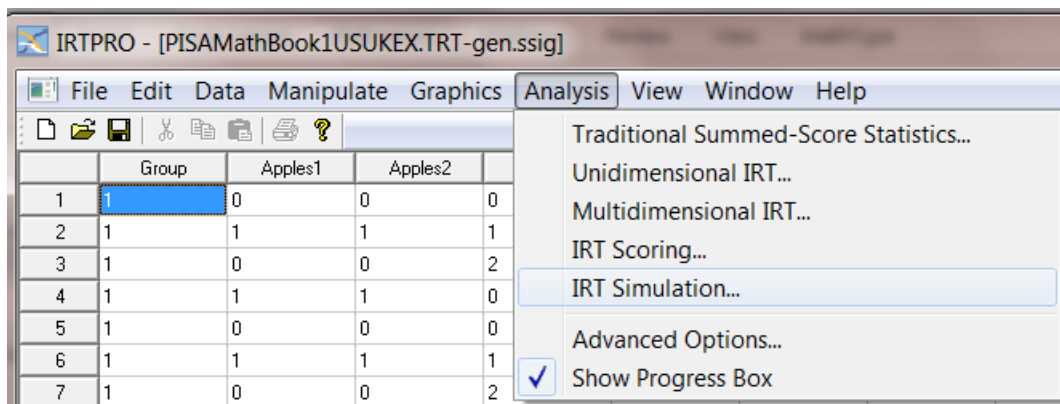 IRTPRO - [PISAMathBook1USUKEX.TRT-gen.ssig]
File Edit Data Manipulate Graphics Analysis View Window Help
Group Apples1 Apples2
1 1 0 0 0
2 1 1 1 1
3 1 0 0 2
4 1 1 1 0
5 1 0 0 0
6 1 1 1 1
7 1 0 0 2
Traditional Summed-Score Statistics...
Unidimensional IRT...
Multidimensional IRT...
IRT Scoring...
IRT Simulation...
Advanced Options...
Show Progress Box